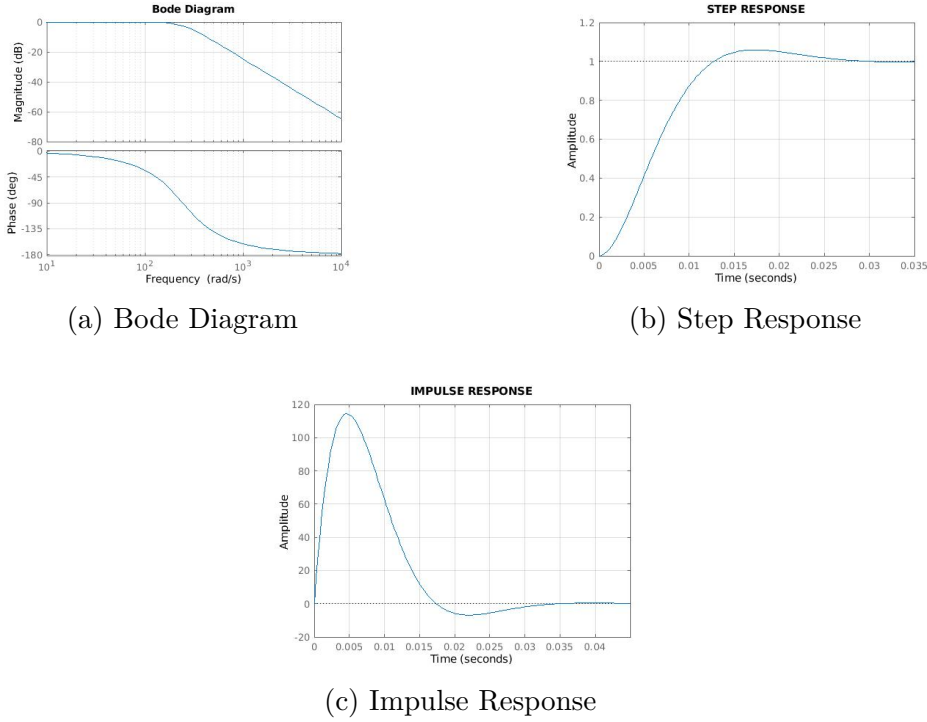 Bode Diagram
Magnitude (dB)
0
-20
-40
-60
-80
Phase (deg)
0
-45
-90
-135
-180
10^1 10^2 10^3 10^4
Frequency (rad/s)
(a) Bode Diagram
STEP RESPONSE
Amplitude
1.2
1
0.8
0.6
0.4
0.2
0
0 0.005 0.01 0.015 0.02 0.025 0.03 0.035
Time (seconds)
(b) Step Response
IMPULSE RESPONSE
Amplitude
120
100
80
60
40
20
0
-20
0 0.005 0.01 0.015 0.02 0.025 0.03 0.035 0.04
Time (seconds)
(c) Impulse Response